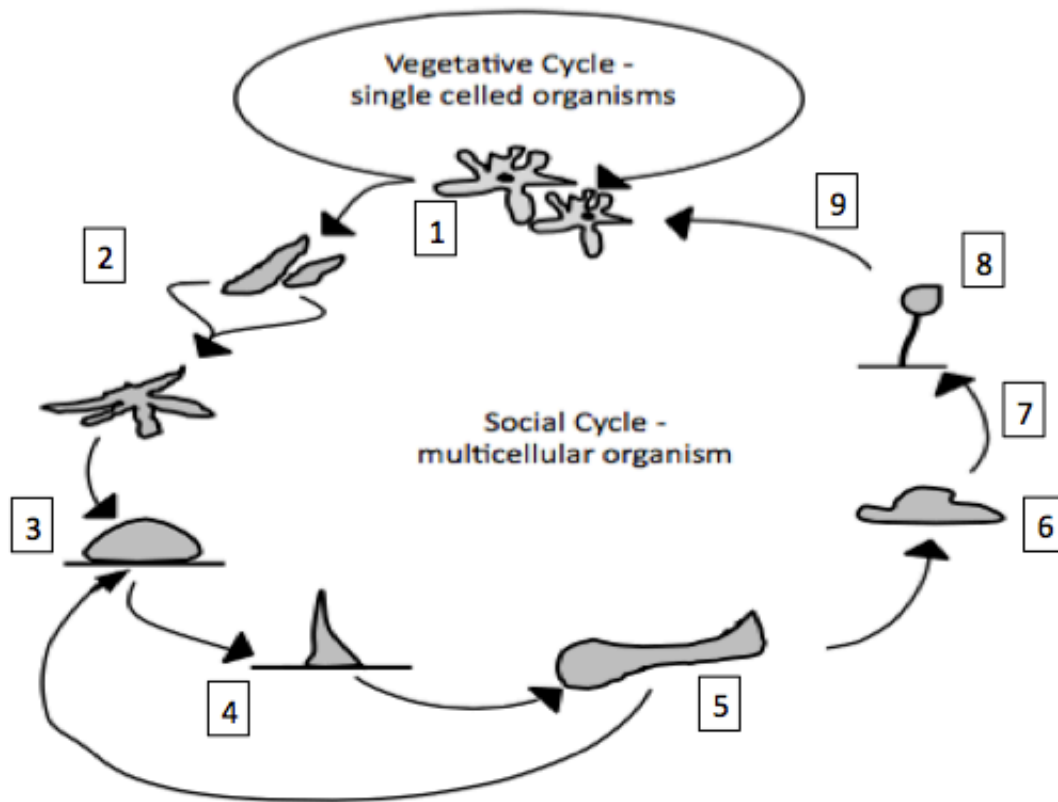 Vegetative Cycle -
single celled organisms
1
2
3
4
5
6
7
8
9
Social Cycle -
multicellular organism